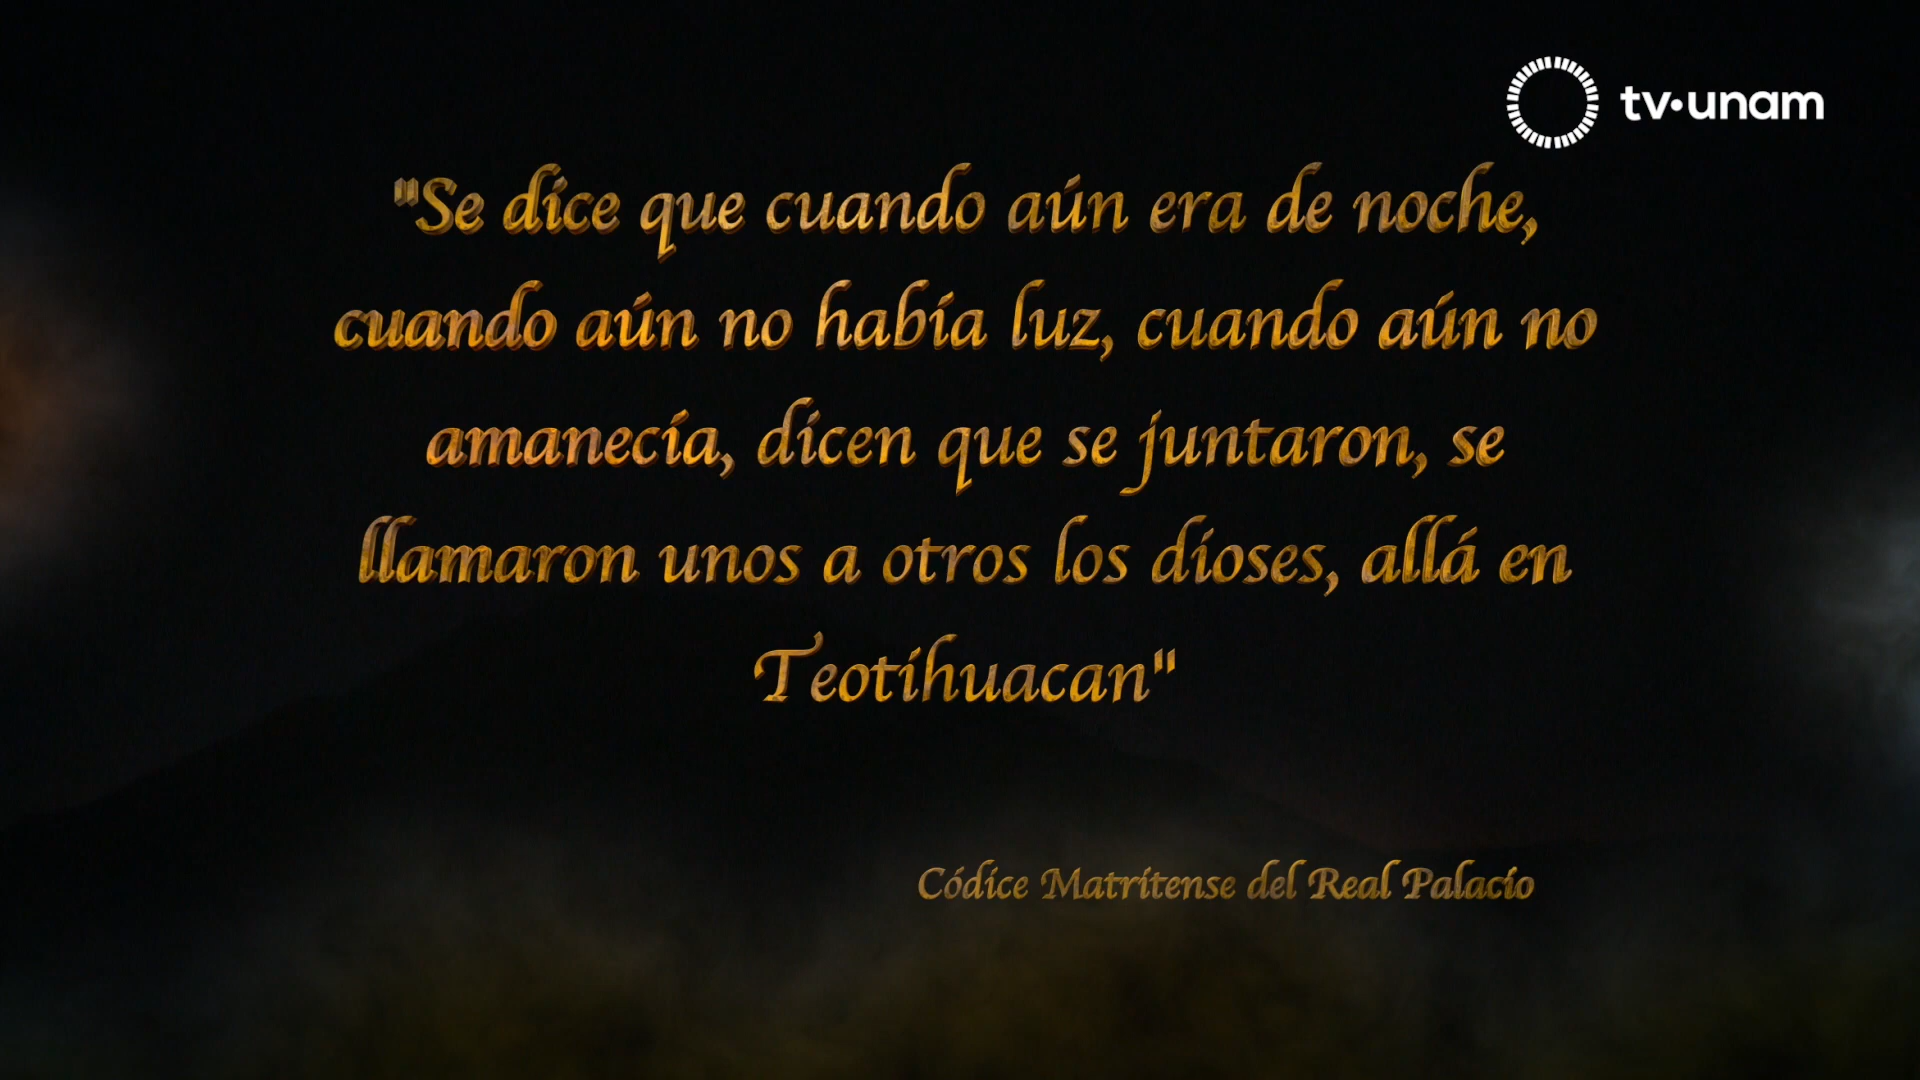 tv•unam
"Se dice que cuando aún era de noche,
cuando aún no había luz, cuando aún no
amanecía, dicen que se juntaron, se
llamaron unos a otros los dioses, allá en
Teotihuacan"
Códice Matritense del Real Palacio